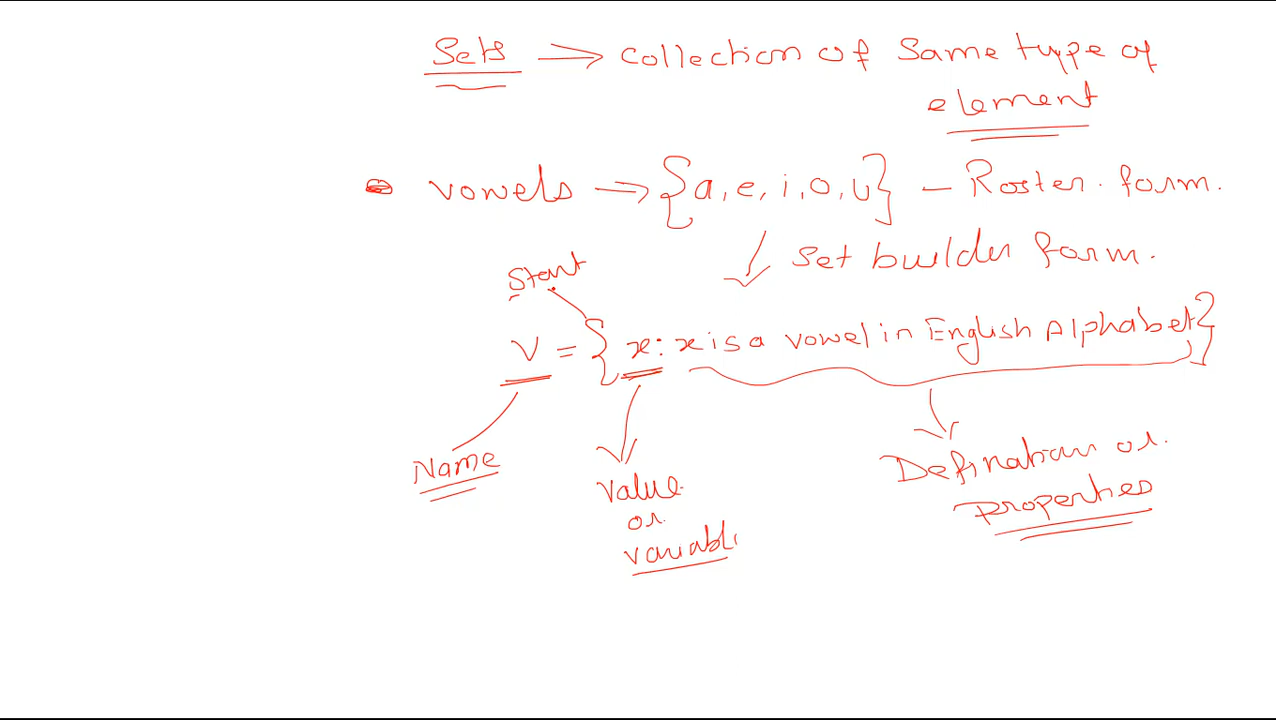 Sets → collection of same type of
element
vowels → {a, e, i, o, u} – Roster form.
Set builder form.
Start
V = { x : x is a vowel in English Alphabet }
Name
Value
or
variabl
Defination or
properties